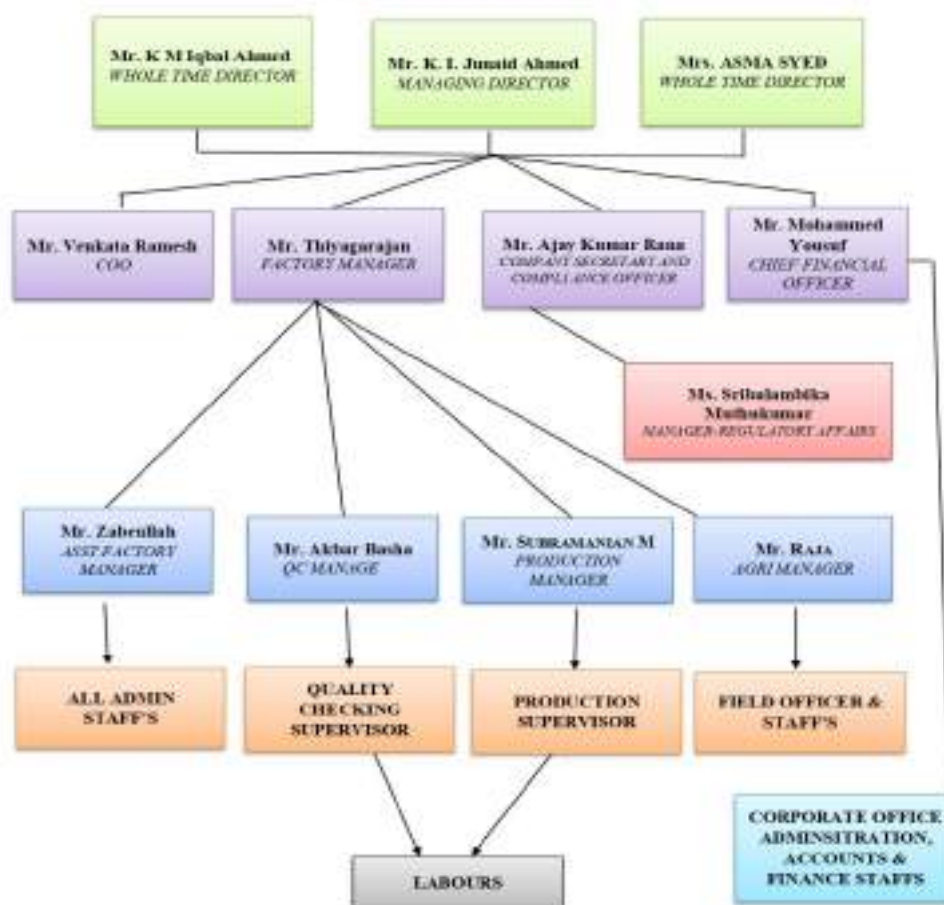 Mr. K M Iqbal Ahmed
WHOLE TIME DIRECTOR
Mr. K. I. Junaid Ahmed
MANAGING DIRECTOR
Mrs. ASMA SYED
WHOLE TIME DIRECTOR
Mr. Venkata Ramesh
COO
Mr. Thiyagarajan
FACTORY MANAGER
Mr. Ajay Kumar Rana
COMPANY SECRETARY AND
COMPLIANCE OFFICER
Mr. Mohammed
Yousuf
CHIEF FINANCIAL
OFFICER
Ms. Sribalambika
Muthukumar
MANAGER-REGULATORY AFFAIRS
Mr. Zabeullah
ASST FACTORY
MANAGER
Mr. Akbar Basha
QC MANAGE
Mr. SUBRAMANIAN M
PRODUCTION
MANAGER
Mr. RAJA
AGRI MANAGER
ALL ADMIN
STAFF'S
QUALITY
CHECKING
SUPERVISOR
PRODUCTION
SUPERVISOR
FIELD OFFICER &
STAFF'S
LABOURS
CORPORATE OFFICE
ADMINSITRATION,
ACCOUNTS &
FINANCE STAFFS